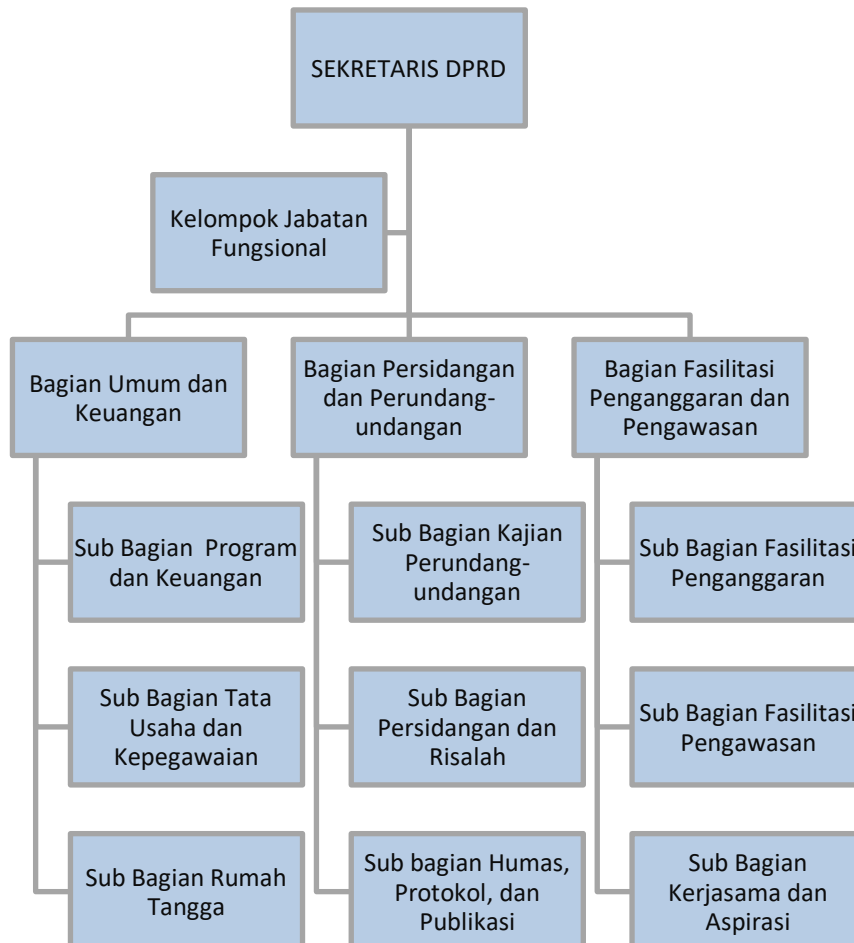 SEKRETARIS DPRD
Kelompok Jabatan
Fungsional
Bagian Umum dan
Keuangan
Bagian Persidangan
dan Perundang-
undangan
Bagian Fasilitasi
Penganggaran dan
Pengawasan
Sub Bagian  Program
dan Keuangan
Sub Bagian Kajian
Perundang-
undangan
Sub Bagian Fasilitasi
Penganggaran
Sub Bagian Tata
Usaha dan
Kepegawaian
Sub Bagian
Persidangan dan
Risalah
Sub Bagian Fasilitasi
Pengawasan
Sub Bagian Rumah
Tangga
Sub bagian Humas,
Protokol, dan
Publikasi
Sub Bagian
Kerjasama dan
Aspirasi